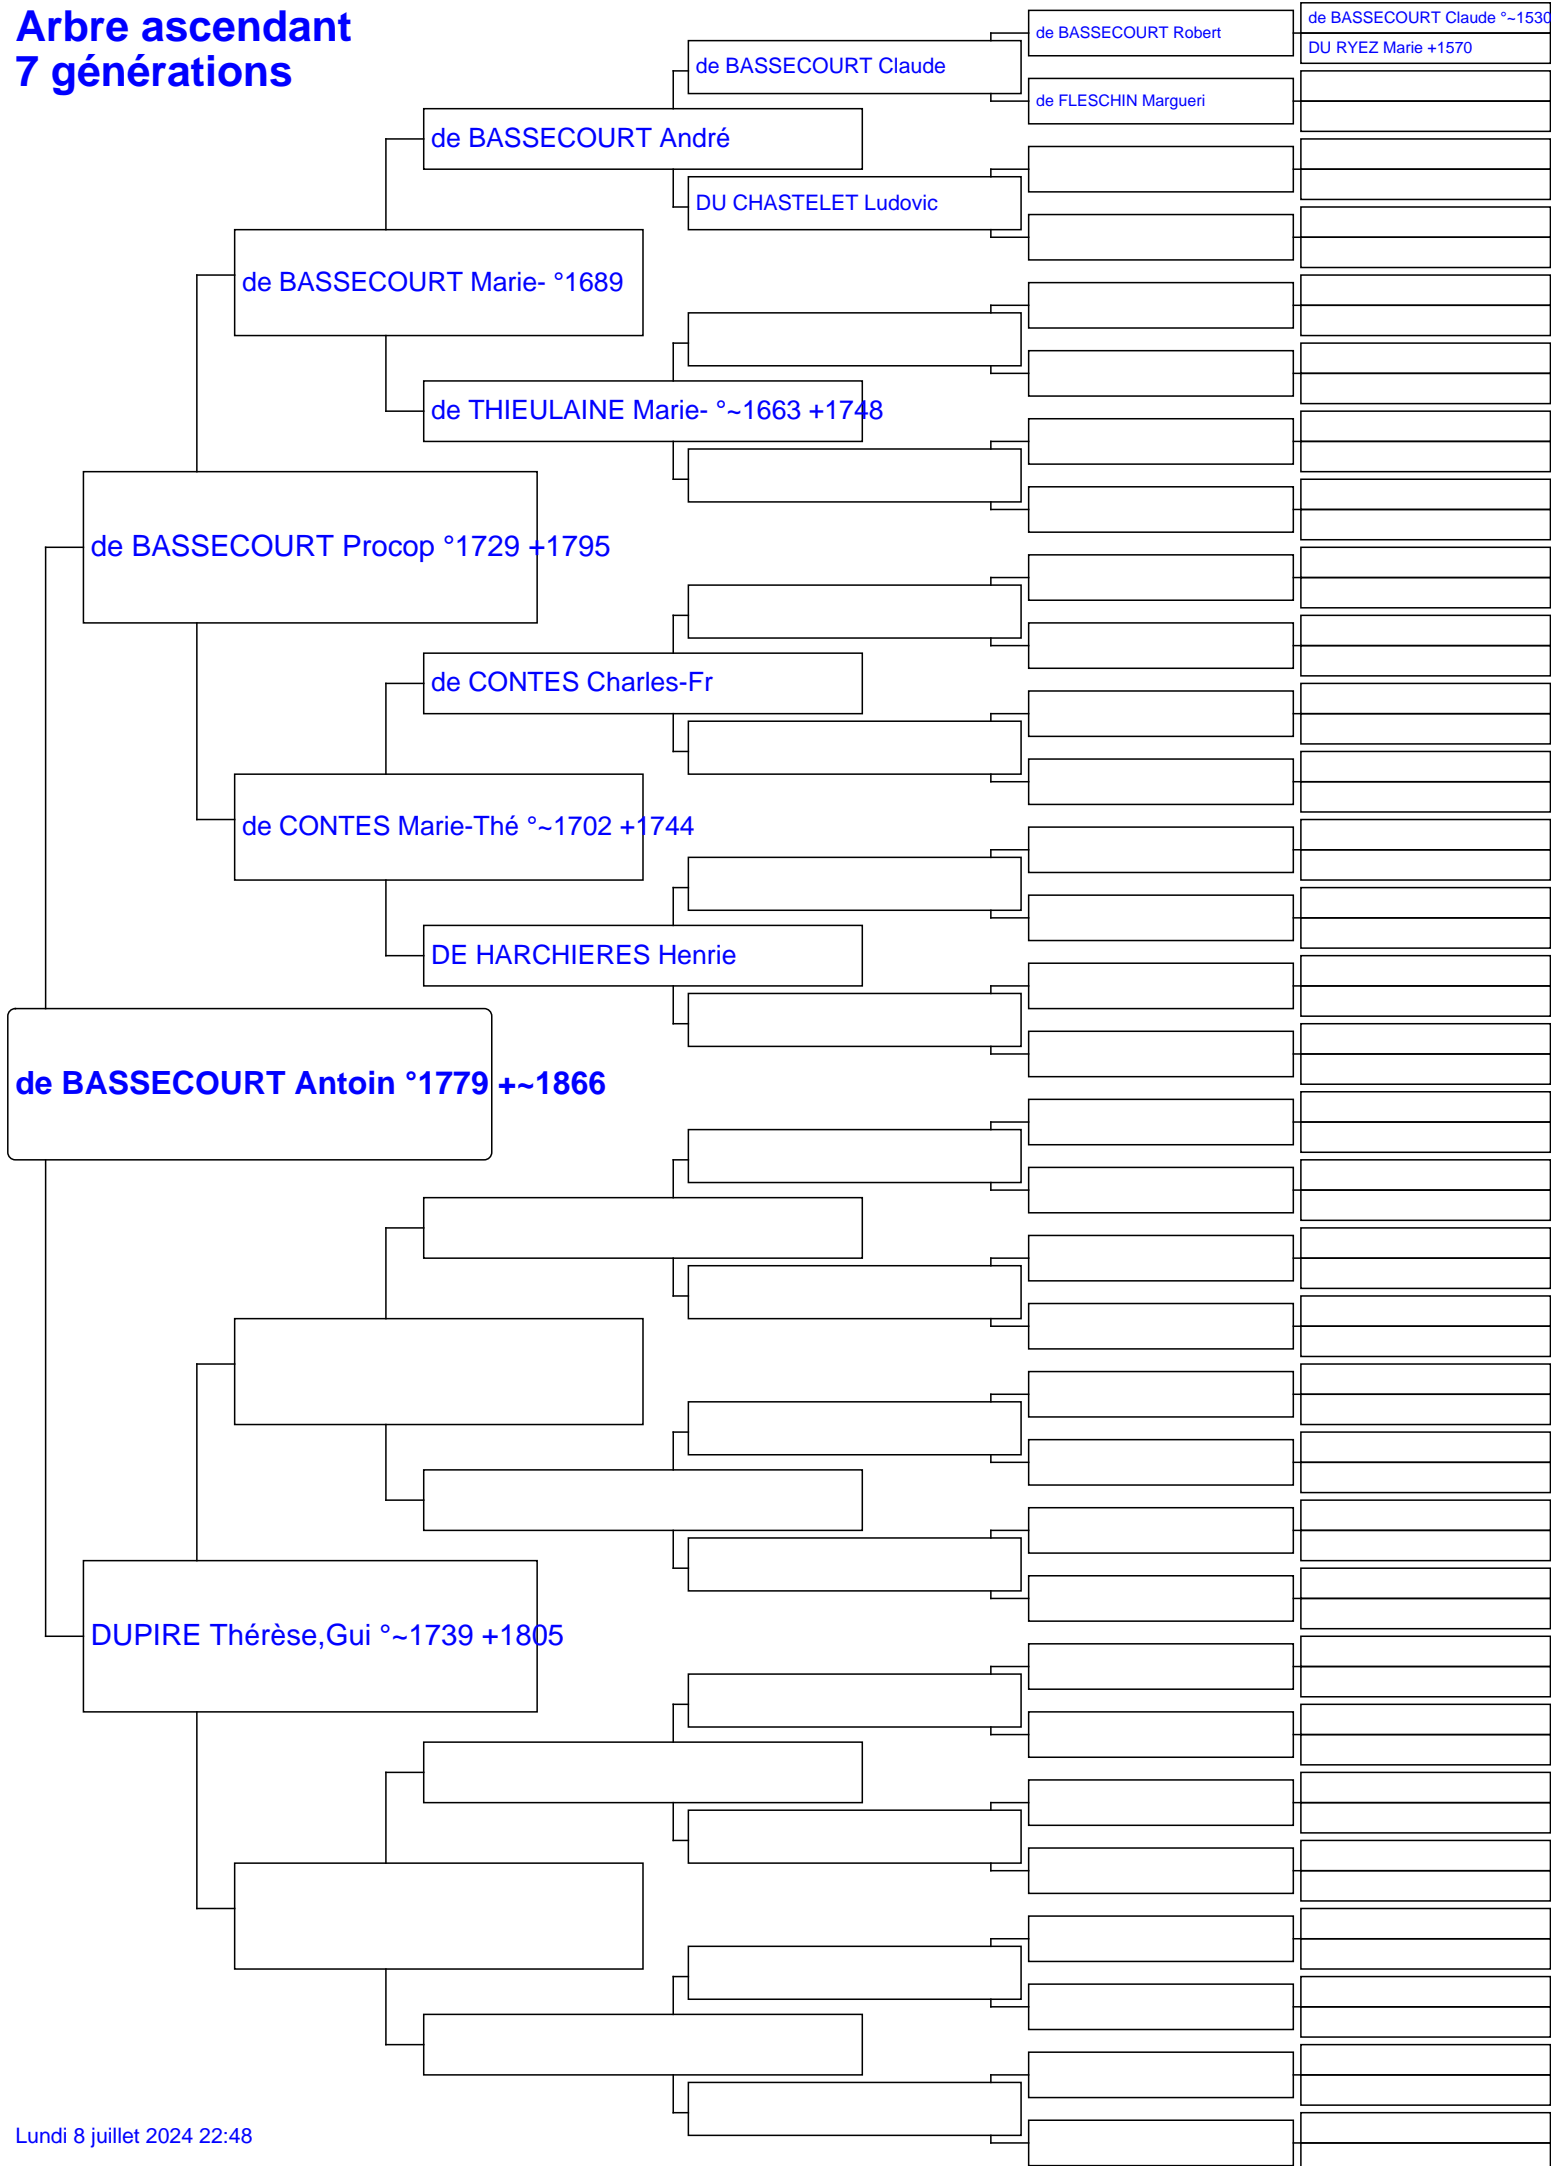 Arbre ascendant
7 générations
de BASSECOURT Claude °~1530
DU RYEZ Marie +1570
de BASSECOURT Robert
de BASSECOURT Claude
de FLESCHIN Margueri
de BASSECOURT André
DU CHASTELET Ludovic
de BASSECOURT Marie- °1689
de THIEULAINE Marie- °~1663 +1748
de BASSECOURT Procop °1729 +1795
de CONTES Charles-Fr
de CONTES Marie-Thé °~1702 +1744
DE HARCHIERES Henrie
de BASSECOURT Antoin °1779 +~1866
DUPIRE Thérèse,Gui °~1739 +1805
Lundi 8 juillet 2024 22:48